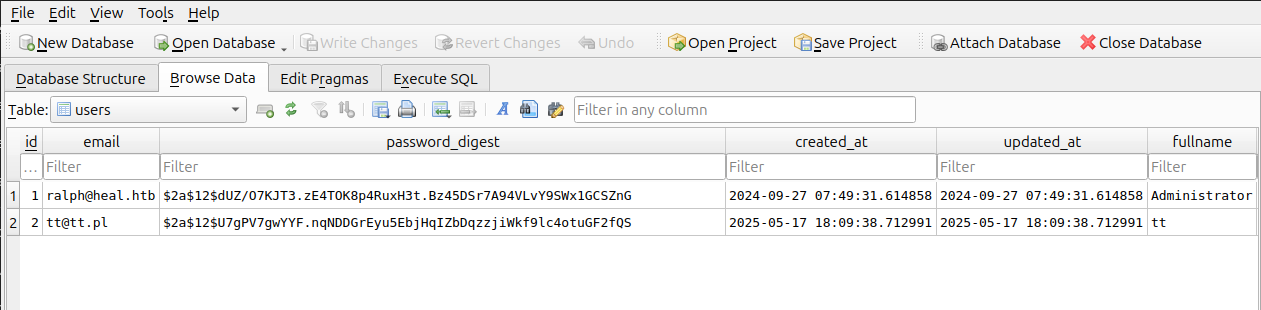 File Edit View Tools Help
New Database Open Database Write Changes Revert Changes Undo Open Project Save Project Attach Database Close Database
Database Structure Browse Data Edit Pragmas Execute SQL
Table: users A Filter in any column
id email password_digest created_at updated_at fullname
... Filter Filter Filter Filter Filter
1 1 ralph@heal.htb $2a$12$dUZ/O7KJT3.zE4TOK8p4RuxH3t.Bz45DSr7A94VLvY9SWx1GCSZnG 2024-09-27 07:49:31.614858 2024-09-27 07:49:31.614858 Administrator
2 2 tt@tt.pl $2a$12$U7gPV7gwYYF.nqNDDGrEyu5EbjHqIZbDqzzjiWkf9lc4otuGF2fQS 2025-05-17 18:09:38.712991 2025-05-17 18:09:38.712991 tt